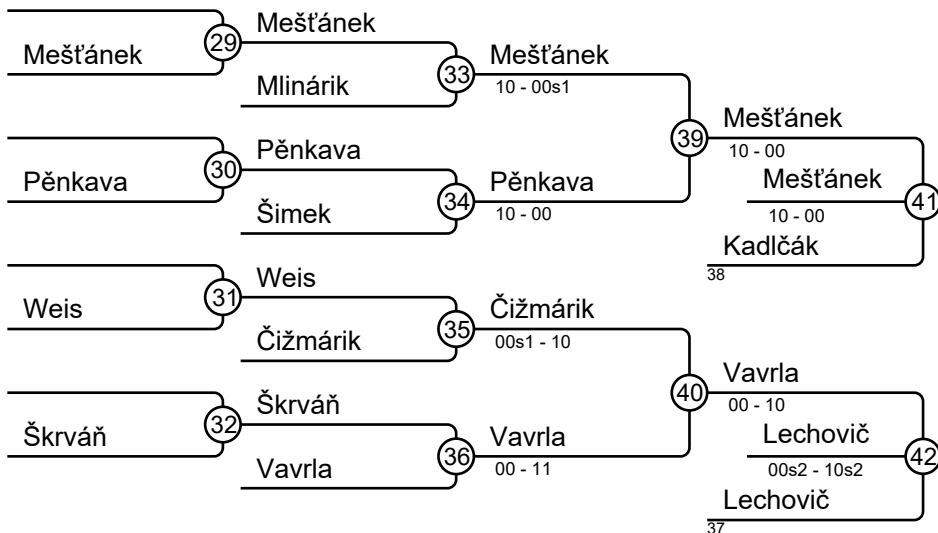 Mešťánek
29
Mešťánek
Mlinárik
33
Mešťánek
10 - 00s1
39
Mešťánek
10 - 00
Mešťánek
10 - 00
41
Kadlčák
38
Pěnkava
30
Pěnkava
Šimek
34
Pěnkava
10 - 00
Weis
31
Weis
Čižmárik
35
Čižmárik
00s1 - 10
40
Vavrla
00 - 10
Lechovič
00s2 - 10s2
42
Lechovič
37
Škrváň
32
Škrváň
Vavrla
36
Vavrla
00 - 11